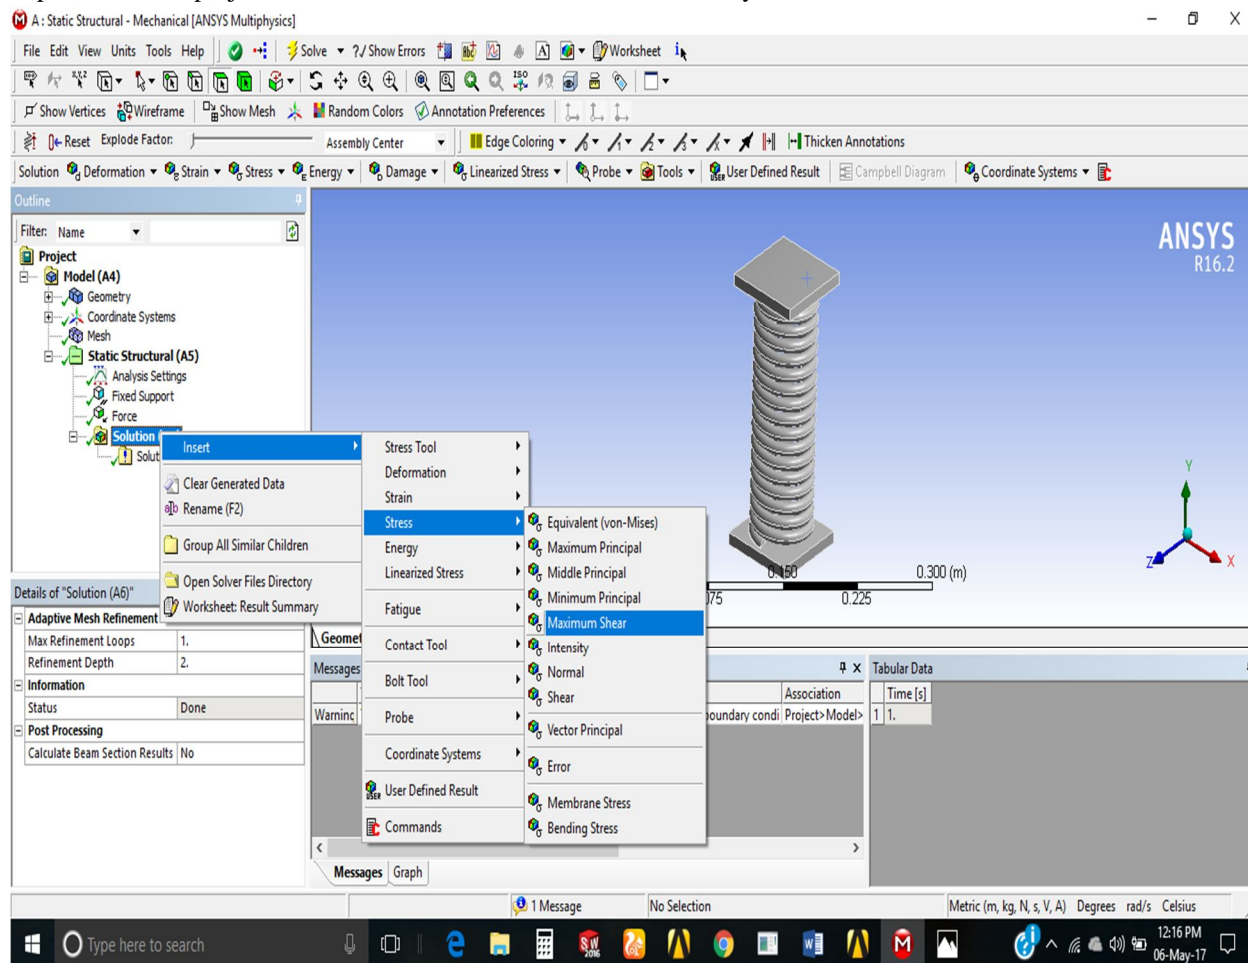 A : Static Structural - Mechanical [ANSYS Multiphysics]
File Edit View Units Tools Help Solve ?/ Show Errors Worksheet
Show Vertices Wireframe Show Mesh Random Colors Annotation Preferences
Reset Explode Factor: Assembly Center Edge Coloring Thicken Annotations
Solution Deformation Strain Stress Energy Damage Linearized Stress Probe Tools User Defined Result Campbell Diagram Coordinate Systems
Outline
Filter: Name
Project
Model (A4)
Geometry
Coordinate Systems
Mesh
Static Structural (A5)
Analysis Settings
Fixed Support
Force
Solution
Solut
Insert
Clear Generated Data
Rename (F2)
Group All Similar Children
Open Solver Files Directory
Worksheet: Result Summary
Stress Tool
Deformation
Strain
Stress
Energy
Linearized Stress
Fatigue
Contact Tool
Bolt Tool
Probe
Coordinate Systems
User Defined Result
Commands
Equivalent (von-Mises)
Maximum Principal
Middle Principal
Minimum Principal
Maximum Shear
Intensity
Normal
Shear
Vector Principal
Error
Membrane Stress
Bending Stress
ANSYS
R16.2
Y
Z X
0.150 0.300 (m)
075 0.225
Details of "Solution (A6)"
Adaptive Mesh Refinement
Max Refinement Loops 1.
Refinement Depth 2.
Information
Status Done
Post Processing
Calculate Beam Section Results No
Geomet
Messages
Association
Warning oundary condi Project>Model>
Tabular Data
Time [s]
1 1.
Messages Graph
1 Message No Selection Metric (m, kg, N, s, V, A) Degrees rad/s Celsius
Type here to search
12:16 PM
06-May-17